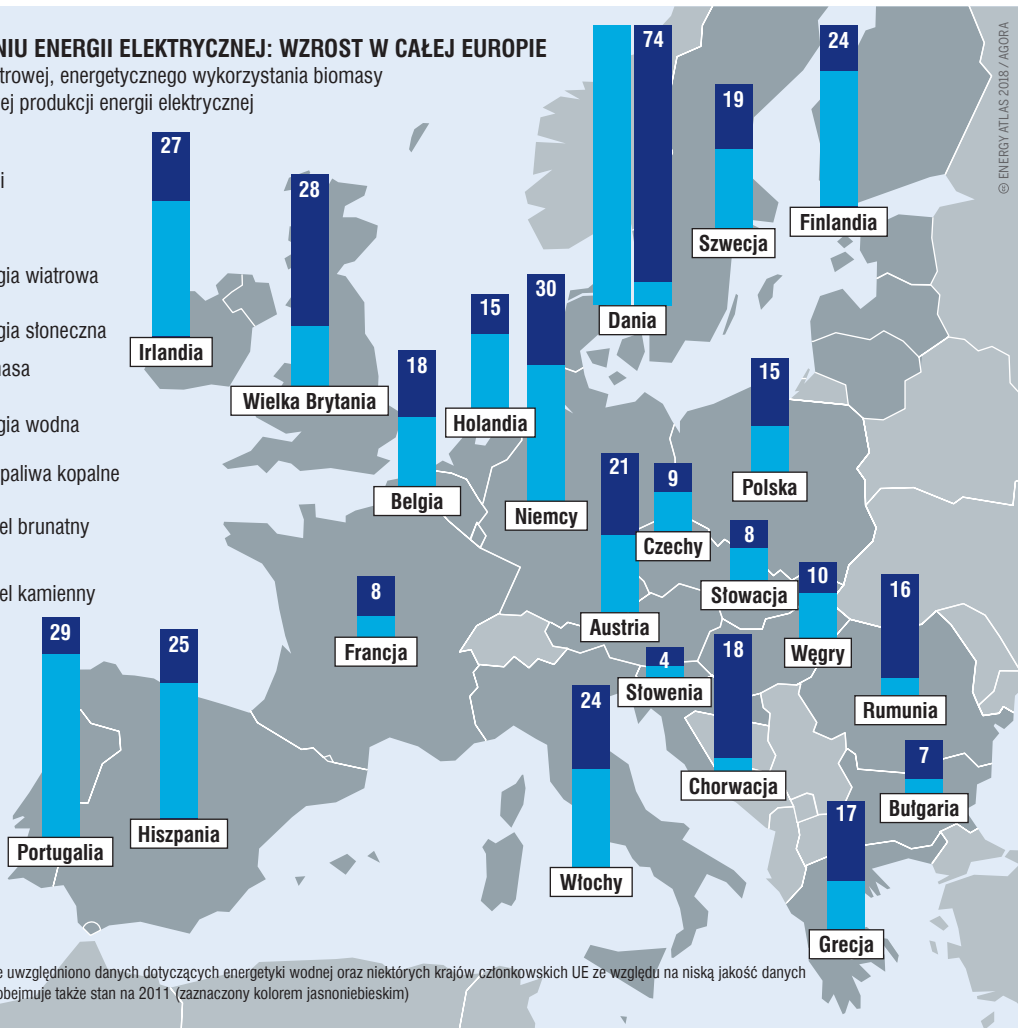 NIU ENERGII ELEKTRYCZNEJ: WZROST W CAŁEJ EUROPIE
trowej, energetycznego wykorzystania biomasy
ej produkcji energii elektrycznej
i
gia wiatrowa
gia słoneczna
nasa
gia wodna
paliwa kopalne
el brunatny
el kamienny
74
24
© ENERGY ATLAS 2018 / AGORA
19
27
28
Finlandia
Szwecja
30
15
Dania
Irlandia
18
15
Wielka Brytania
Holandia
21
9
Polska
Belgia
Niemcy
Czechy
8
10
8
16
Słowacja
29
25
Austria
Francja
Węgry
18
4
24
Słowenia
Rumunia
7
Chorwacja
Bułgaria
17
Hiszpania
Portugalia
Włochy
Grecja
e uwzględniono danych dotyczących energetyki wodnej oraz niektórych krajów członkowskich UE ze względu na niską jakość danych
obejmuje także stan na 2011 (zaznaczony kolorem jasnoniebieskim)